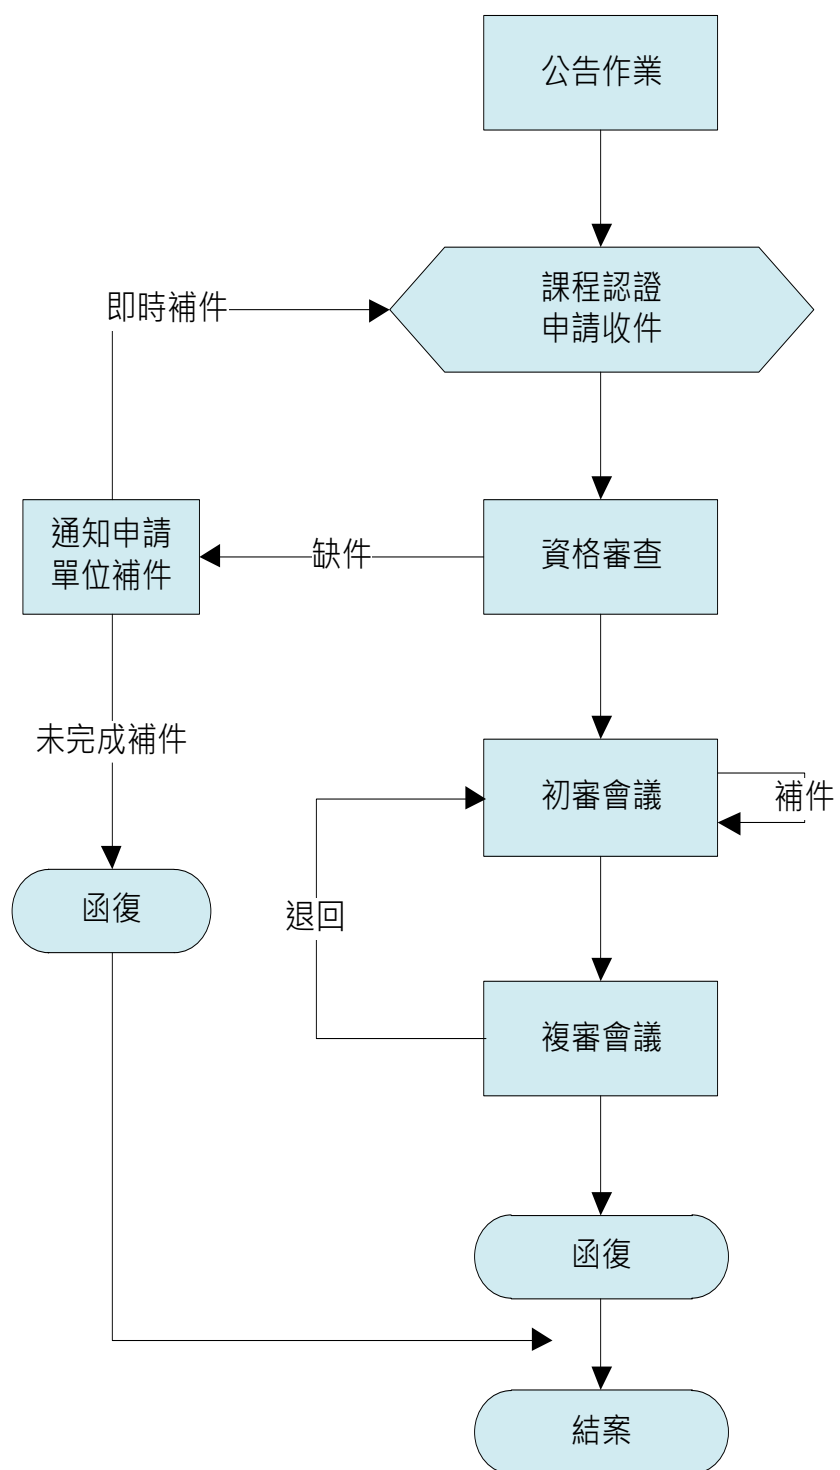 公告作業
課程認證
申請收件
即時補件
通知申請
單位補件
缺件
資格審查
未完成補件
初審會議
補件
函復
退回
複審會議
函復
結案